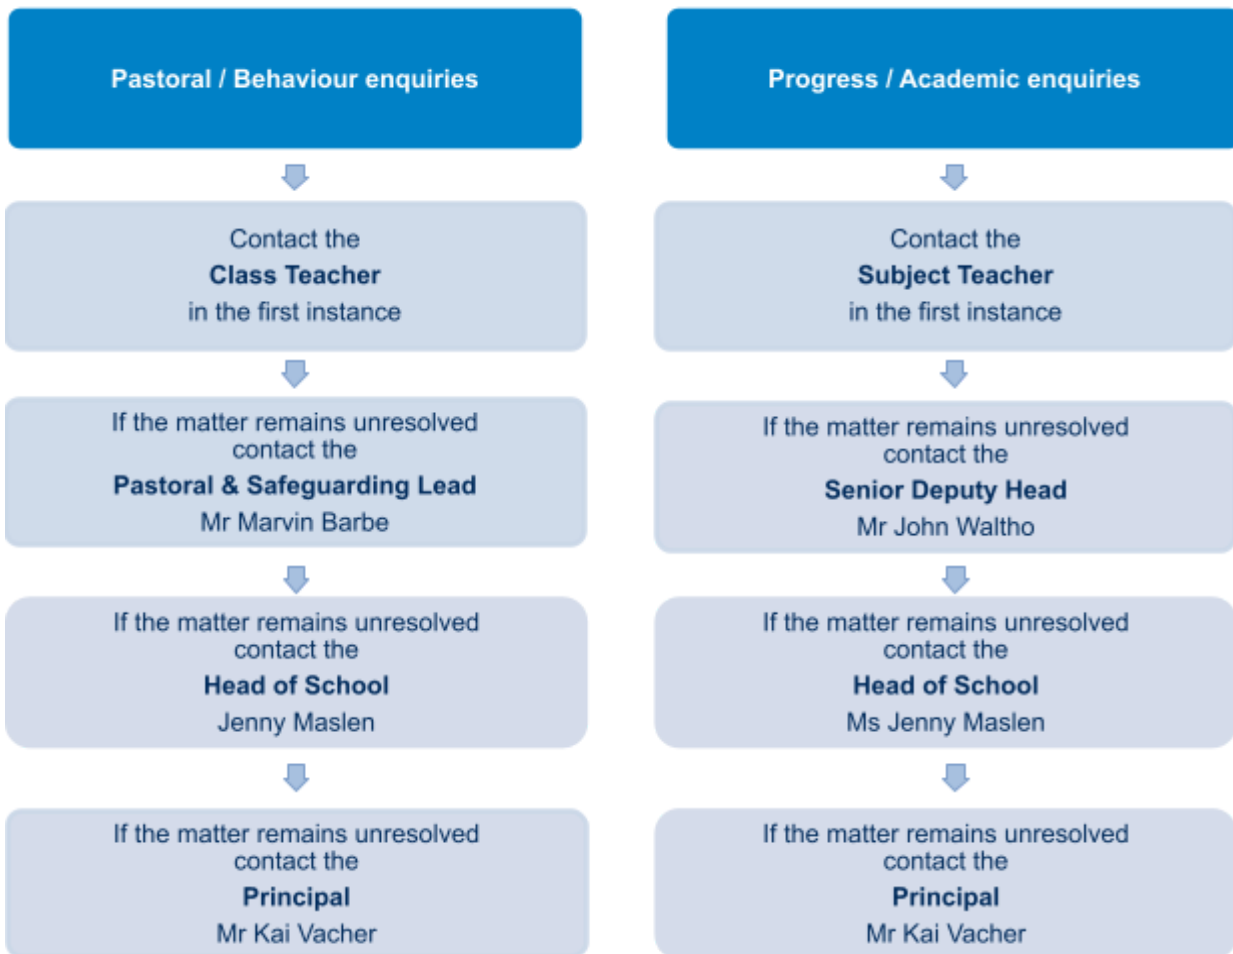 Pastoral / Behaviour enquiries
Contact the
Class Teacher
in the first instance
If the matter remains unresolved
contact the
Pastoral & Safeguarding Lead
Mr Marvin Barbe
If the matter remains unresolved
contact the
Head of School
Jenny Maslen
If the matter remains unresolved
contact the
Principal
Mr Kai Vacher
Progress / Academic enquiries
Contact the
Subject Teacher
in the first instance
If the matter remains unresolved
contact the
Senior Deputy Head
Mr John Waltho
If the matter remains unresolved
contact the
Head of School
Ms Jenny Maslen
If the matter remains unresolved
contact the
Principal
Mr Kai Vacher